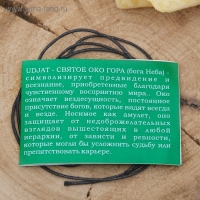 UDJAT - СВЯТОЕ ОКО ГОРА (бога Неба) -
символизирует предвидение и
всезнание, приобретенные благодаря
чувственному восприятию мира. Око
означает вездесущность, постоянное
присутствие богов, которые видят всегда
и везде. Носимое как амулет, оно
защищает от недоброжелательных
взглядов вышестоящих в любой
иерархии, от зависти и ревности,
которые могли бы усложнить судьбу или
препятствовать карьере.